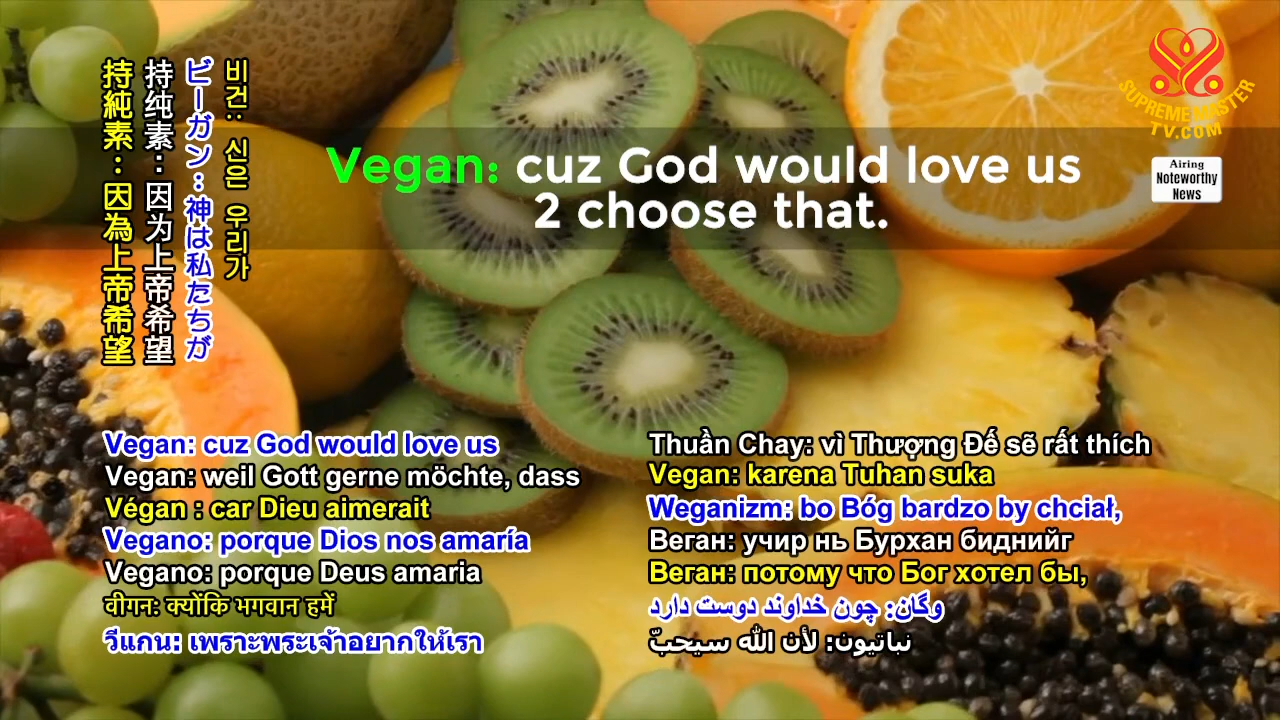 持純素：因為上帝希望
持纯素：因为上帝希望
ビーガン：神は私たちが
비건: 신은 우리가
SUPREME MASTER
TV.COM
Vegan: cuz God would love us
2 choose that.
Airing
Noteworthy
News
Vegan: cuz God would love us
Vegan: weil Gott gerne möchte, dass
Végan : car Dieu aimerait
Vegano: porque Dios nos amaría
Vegano: porque Deus amaria
वीगन: क्योंकि भगवान हमें
วีแกน: เพราะพระเจ้าอยากให้เรา
Thuần Chay: vì Thượng Đế sẽ rất thích
Vegan: karena Tuhan suka
Weganizm: bo Bóg bardzo by chciał,
Веган: учир нь Бурхан биднийг
Веган: потому что Бог хотел бы,
وگان: چون خداوند دوست دارد
نباتيون: لأن الله سيحبّ